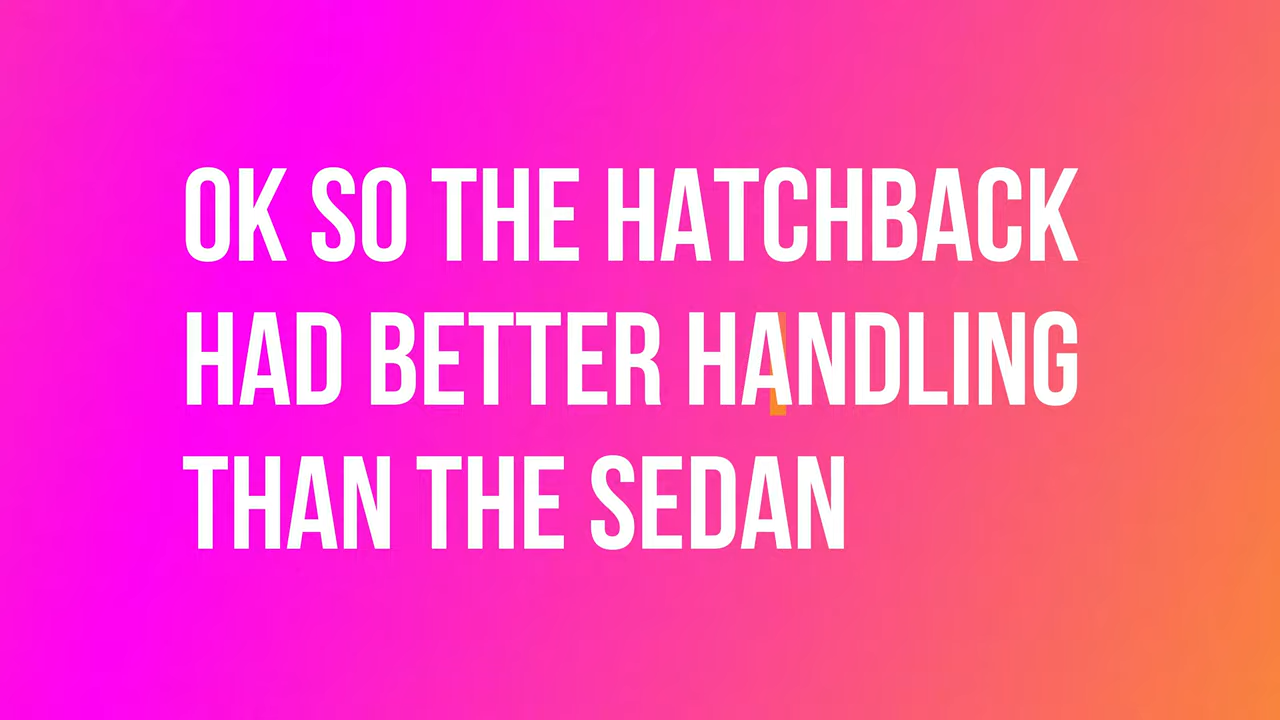 OK SO THE HATCHBACK
HAD BETTER HANDLING
THAN THE SEDAN